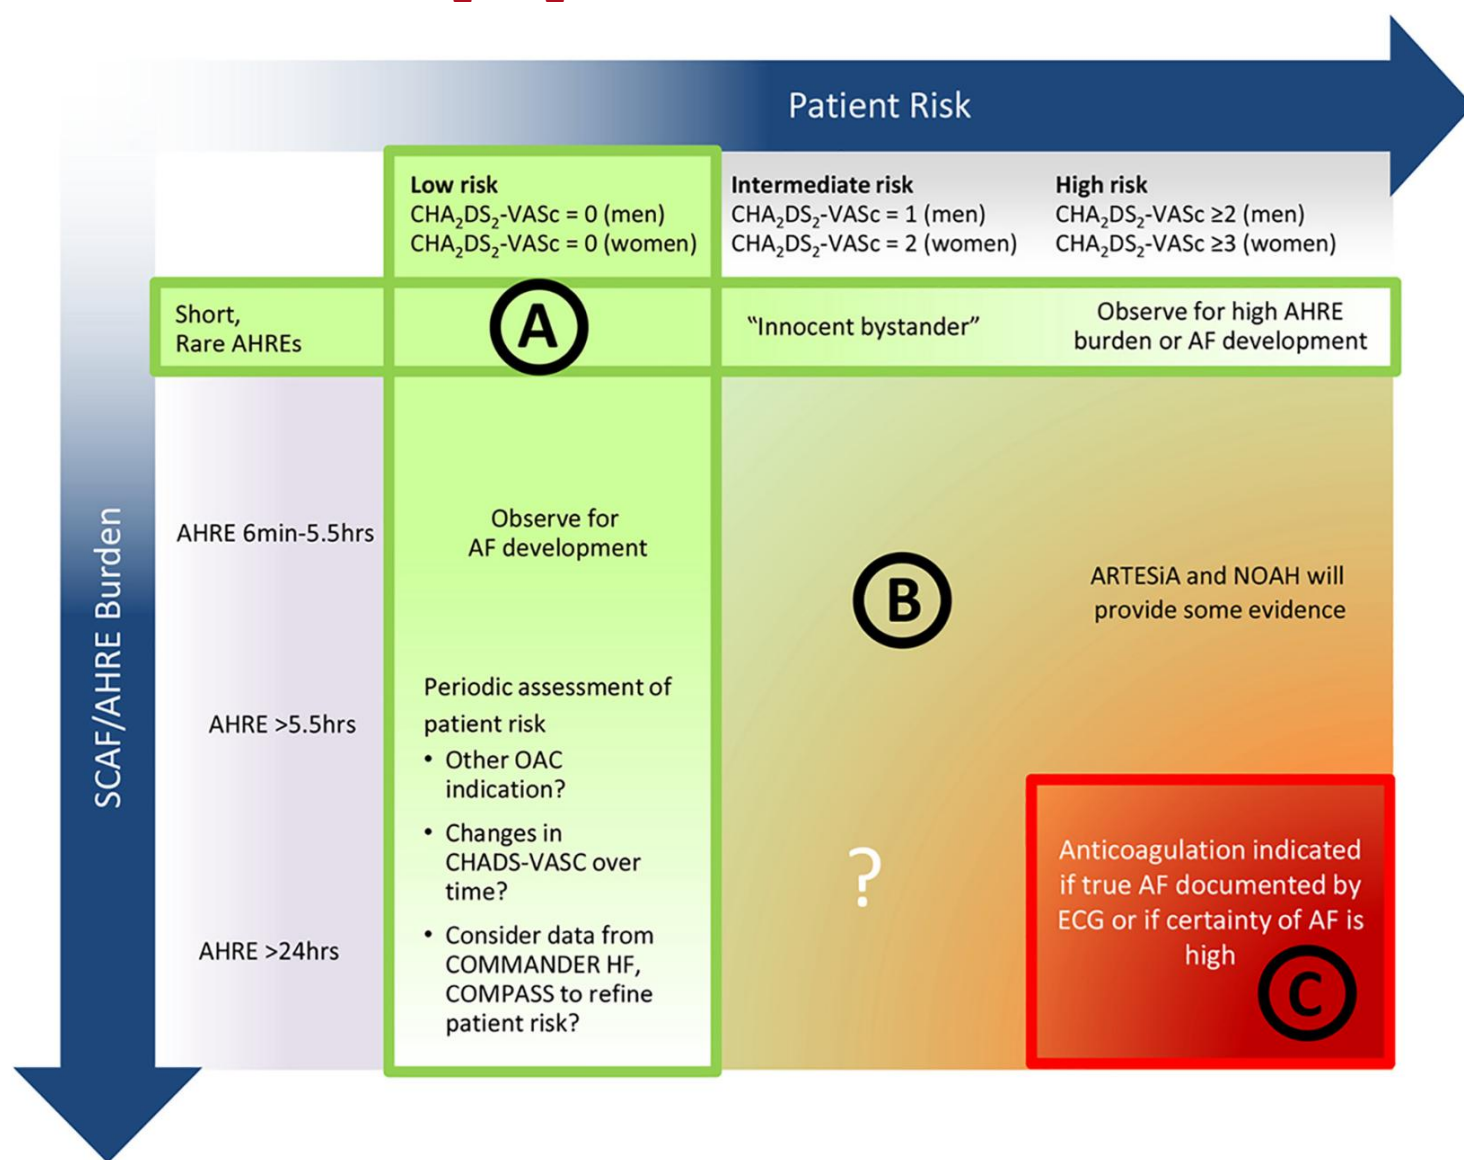 Patient Risk
Low risk
CHA₂DS₂-VASc = 0 (men)
CHA₂DS₂-VASc = 0 (women)
Intermediate risk
CHA₂DS₂-VASc = 1 (men)
CHA₂DS₂-VASc = 2 (women)
High risk
CHA₂DS₂-VASc ≥2 (men)
CHA₂DS₂-VASc ≥3 (women)
Short,
Rare AHREs
A
“Innocent bystander”
Observe for high AHRE
burden or AF development
SCAF/AHRE Burden
AHRE 6min-5.5hrs
Observe for
AF development
B
ARTESiA and NOAH will
provide some evidence
AHRE >5.5hrs
Periodic assessment of
patient risk
• Other OAC
indication?
• Changes in
CHADS-VASC over
time?
AHRE >24hrs
• Consider data from
COMMANDER HF,
COMPASS to refine
patient risk?
?
Anticoagulation indicated
if true AF documented by
ECG or if certainty of AF is
high
C